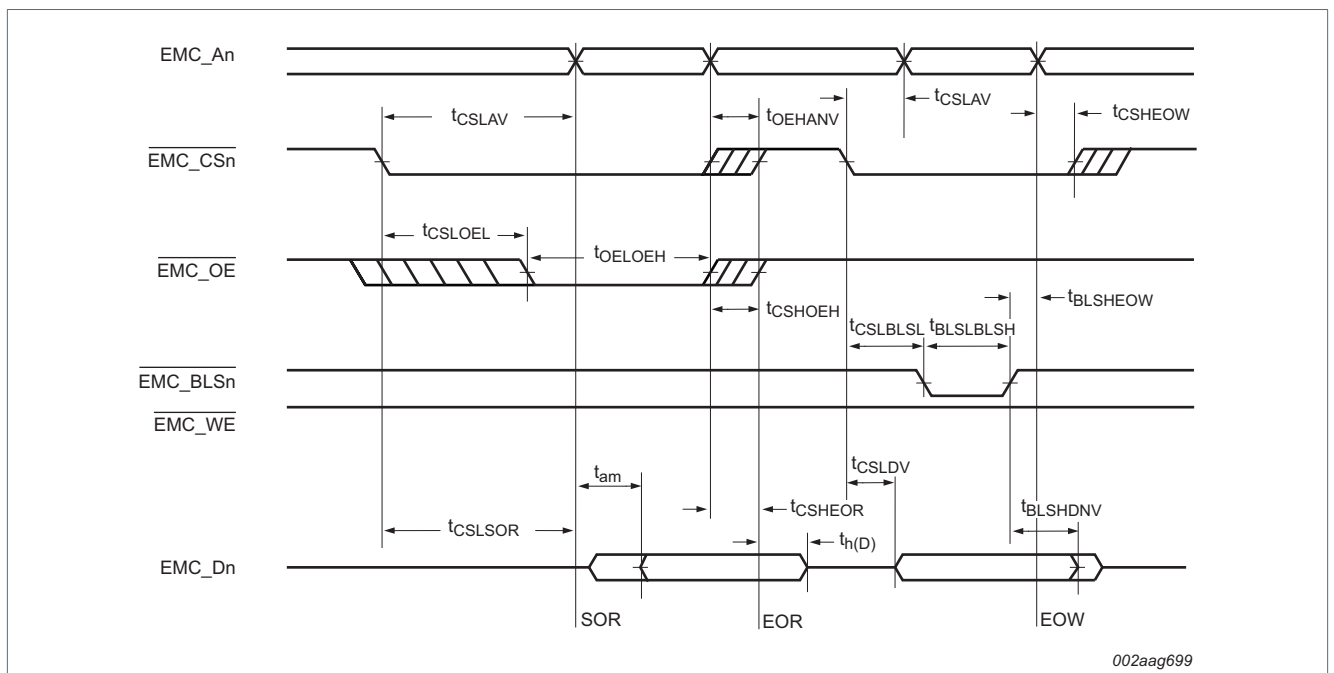 EMC_An
tCSLAV
tOEHANV
tCSLAV
tCSHEOW
EMC_CSn
tCSLOEL
tOELOEH
EMC_OE
tCSHOEH
tBLSHEOW
tCSLBLSL
tBLSLBLSH
EMC_BLSn
EMC_WE
tam
tCSLDV
tCSLSOR
tCSHEOR
tBLSHDNV
th(D)
EMC_Dn
SOR
EOR
EOW
002aag699